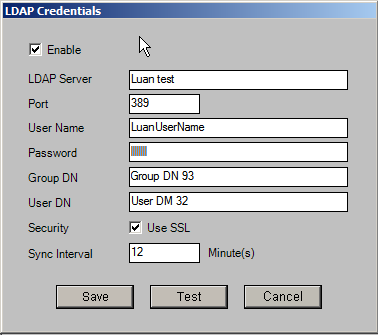 LDAP Credentials
Enable
LDAP Server Luan test
Port 389
User Name LuanUserName
Password
Group DN Group DN 93
User DN User DM 32
Security Use SSL
Sync Interval 12 Minute(s)
Save Test Cancel